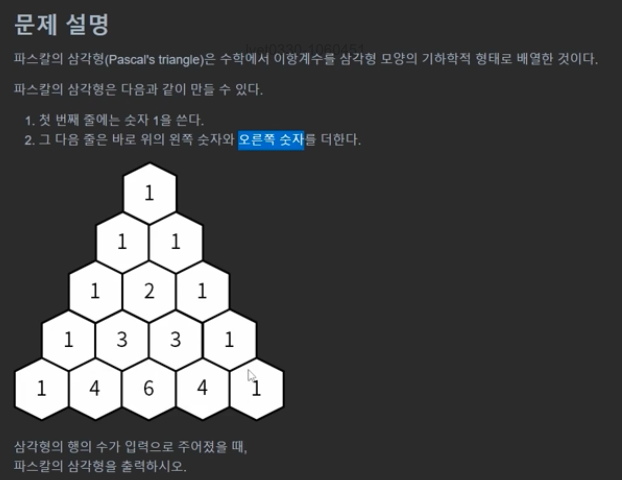 문제 설명
파스칼의 삼각형(Pascal's triangle)은 수학에서 이항계수를 삼각형 모양의 기하학적 형태로 배열한 것이다.
파스칼의 삼각형은 다음과 같이 만들 수 있다.
1. 첫 번째 줄에는 숫자 1을 쓴다.
2. 그 다음 줄은 바로 위의 왼쪽 숫자와 오른쪽 숫자를 더한다.
1
1 1
1 2 1
1 3 3 1
1 4 6 4 1
삼각형의 행의 수가 입력으로 주어졌을 때,
파스칼의 삼각형을 출력하시오.